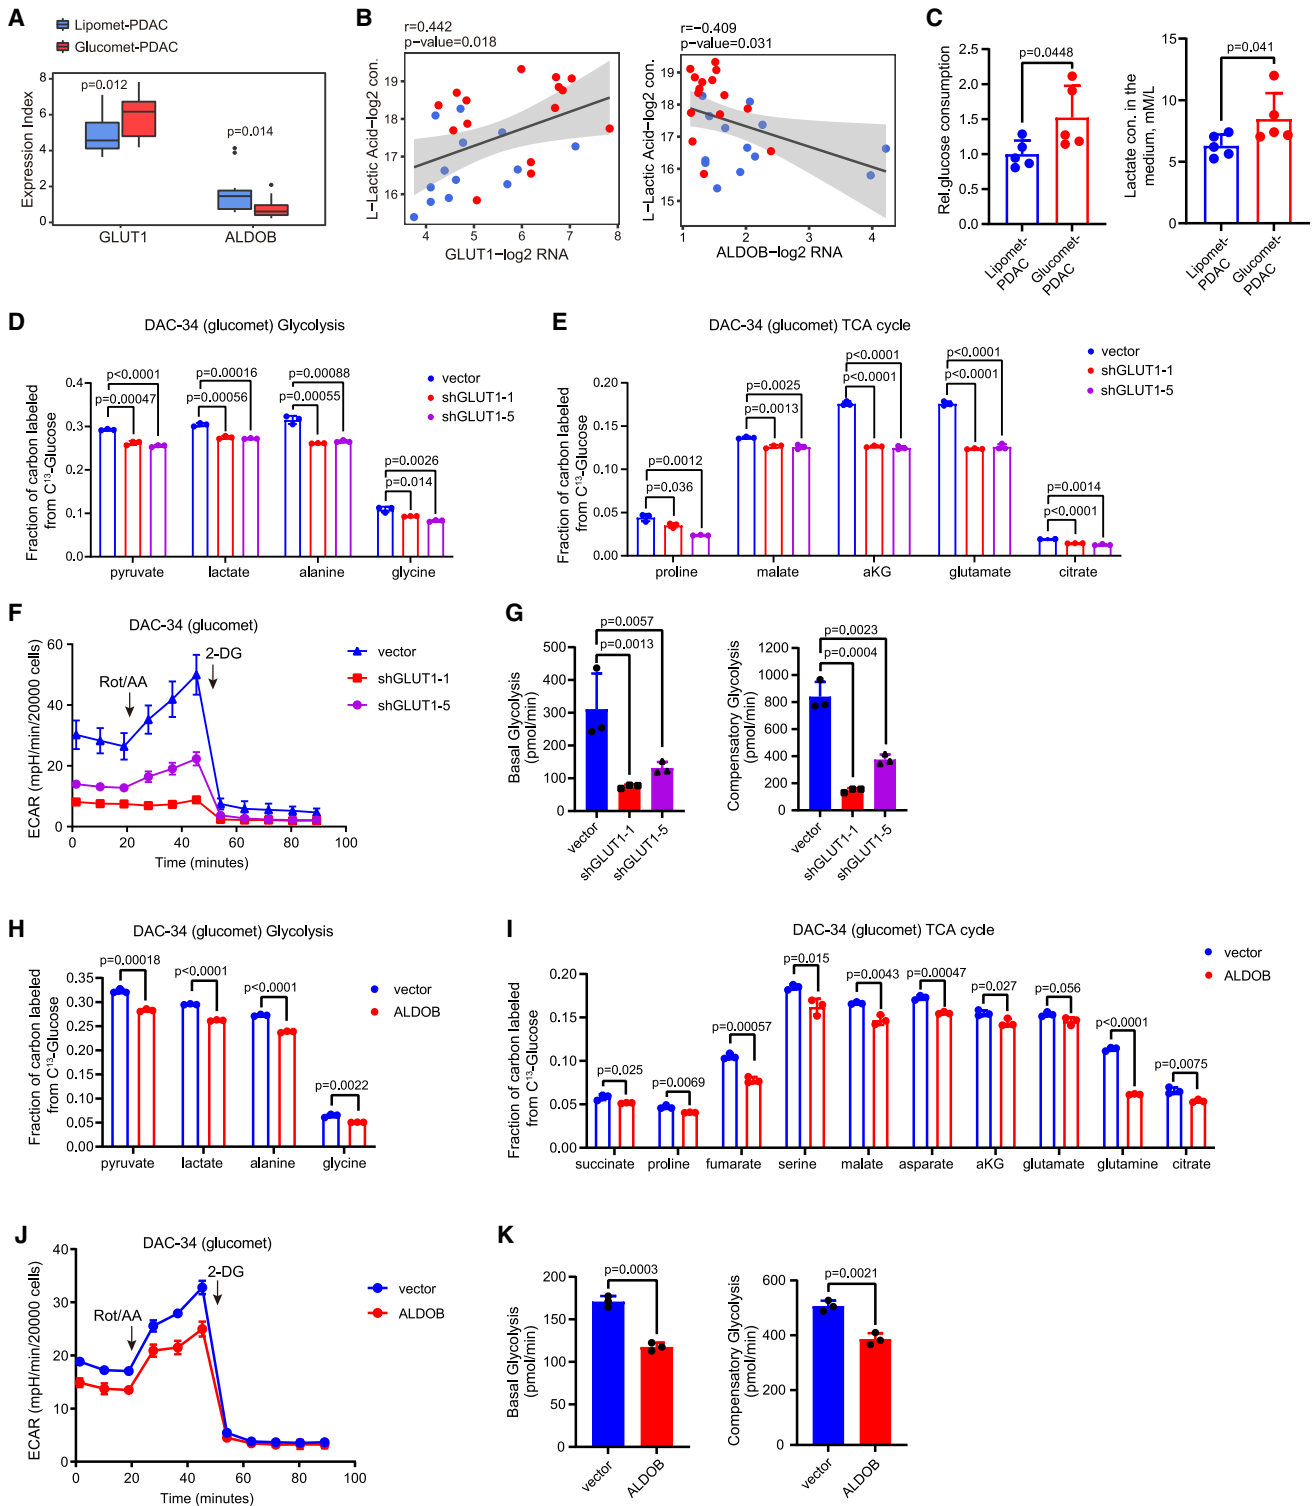 A
Lipomet-PDAC
Glucomet-PDAC
Expression Index
8
6
4
2
0
p=0.012
p=0.014
GLUT1
ALDOB
B
r=0.442
p-value=0.018
L-Lactic Acid-log2 con.
19
18
17
16
4
5
6
7
8
GLUT1-log2 RNA
r=-0.409
p-value=0.031
L-Lactic Acid-log2 con.
19
18
17
16
15
1
2
3
4
ALDOB-log2 RNA
C
Rel.glucose consumption
2.5
2.0
1.5
1.0
0.5
0.0
p=0.0448
Lipomet-
PDAC
Glucomet-
PDAC
Lactate con. in the
medium, mM/L
15
10
5
0
p=0.041
Lipomet-
PDAC
Glucomet-
PDAC
D
DAC-34 (glucomet) Glycolysis
Fraction of carbon labeled
from C13-Glucose
0.4
0.3
0.2
0.1
0.0
p<0.0001
p=0.00047
p=0.00016
p=0.00056
p=0.00088
p=0.00055
p=0.0026
p=0.014
vector
shGLUT1-1
shGLUT1-5
pyruvate
lactate
alanine
glycine
E
DAC-34 (glucomet) TCA cycle
Fraction of carbon labeled
from C13-Glucose
0.20
0.15
0.10
0.05
0.00
p=0.0012
p=0.036
p=0.0025
p=0.0013
p<0.0001
p<0.0001
p<0.0001
p<0.0001
p=0.0014
p<0.0001
vector
shGLUT1-1
shGLUT1-5
proline
malate
aKG
glutamate
citrate
F
DAC-34 (glucomet)
ECAR (mpH/min/20000 cells)
60
40
20
0
Rot/AA
2-DG
vector
shGLUT1-1
shGLUT1-5
0
20
40
60
80
100
Time (minutes)
G
Basal Glycolysis
(pmol/min)
500
400
300
200
100
0
p=0.0057
p=0.0013
vector
shGLUT1-1
shGLUT1-5
Compensatory Glycolysis
(pmol/min)
1200
1000
800
600
400
200
0
p=0.0023
p=0.0004
vector
shGLUT1-1
shGLUT1-5
H
DAC-34 (glucomet) Glycolysis
Fraction of carbon labeled
from C13-Glucose
0.35
0.30
0.25
0.20
0.15
0.10
0.05
0.00
p=0.00018
p<0.0001
p<0.0001
p=0.0022
vector
ALDOB
pyruvate
lactate
alanine
glycine
I
DAC-34 (glucomet) TCA cycle
Fraction of carbon labeled
from C13-Glucose
0.20
0.15
0.10
0.05
0.00
p=0.025
p=0.0069
p=0.00057
p=0.015
p=0.0043
p=0.00047
p=0.027
p=0.056
p<0.0001
p=0.0075
vector
ALDOB
succinate
proline
fumarate
serine
malate
asparate
aKG
glutamate
glutamine
citrate
J
DAC-34 (glucomet)
ECAR (mpH/min/20000 cells)
40
30
20
10
0
Rot/AA
2-DG
vector
ALDOB
0
20
40
60
80
100
Time (minutes)
K
Basal Glycolysis
(pmol/min)
200
150
100
50
0
p=0.0003
vector
ALDOB
Compensatory Glycolysis
(pmol/min)
600
400
200
0
p=0.0021
vector
ALDOB